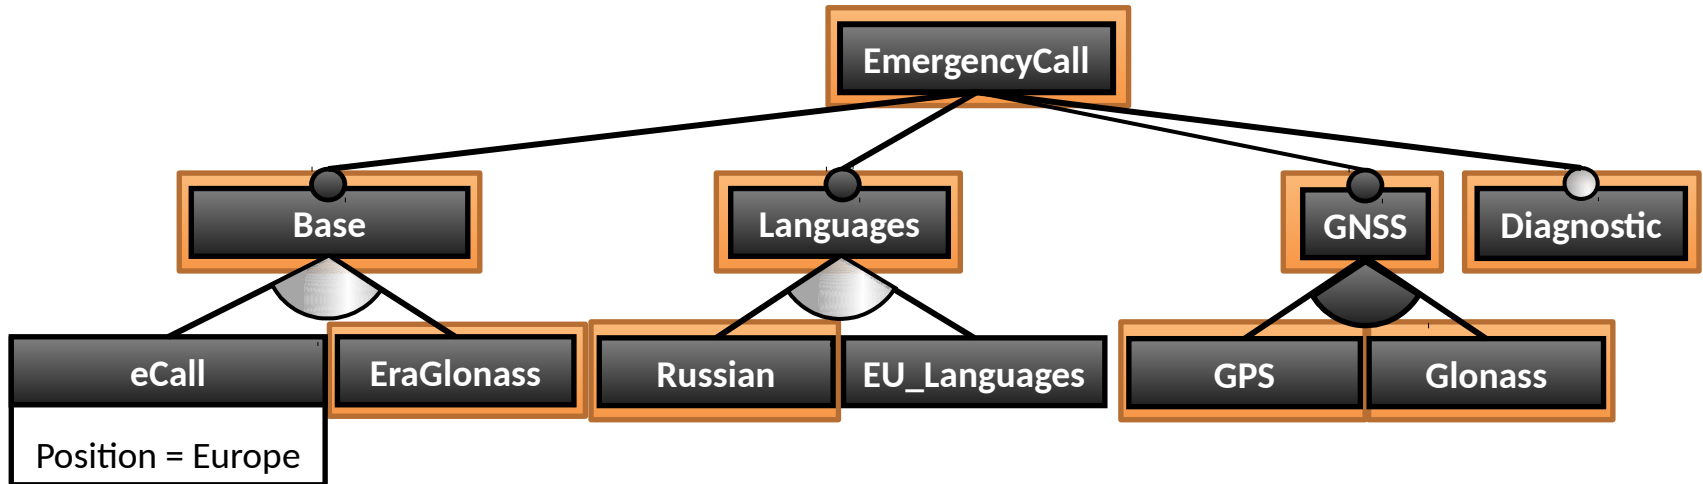 EmergencyCall
Base
Languages
GNSS
Diagnostic
eCall
EraGlonass
Russian
EU_Languages
GPS
Glonass
Position = Europe